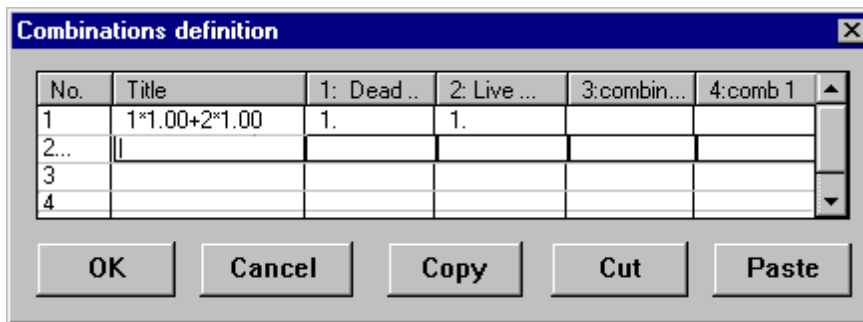 Combinations definition
No. Title 1: Dead .. 2: Live ... 3:combin... 4:comb 1
1 1*1.00+2*1.00 1. 1.
2...
3
4
OK Cancel Copy Cut Paste